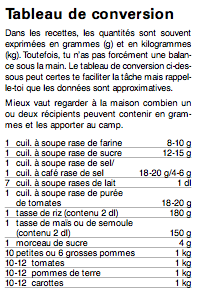 Tableau de conversion
Dans les recettes, les quantités sont souvent
exprimées en grammes (g) et en kilogrammes
(kg). Toutefois, tu n'as pas forcément une balan-
ce sous la main. Le tableau de conversion ci-des-
sous peut certes te faciliter la tâche mais rappel-
le-toi que les données sont approximatives.
Mieux vaut regarder à la maison combien un
ou deux récipients peuvent contenir en gram-
mes et les apporter au camp.
1 cuil. à soupe rase de farine 8-10 g
1 cuil. à soupe rase de sucre 12-15 g
1 cuil. à soupe rase de sel/
1 cuil. à café rase de sel 18-20 g/4-6 g
7 cuil. à soupe rases de lait 1 dl
1 cuil. à soupe rase de purée
de tomates 18-20 g
1 tasse de riz (contenu 2 dl) 180 g
1 tasse de maïs ou de semoule
(contenu 2 dl) 150 g
1 morceau de sucre 4 g
10 petites ou 6 grosses pommes 1 kg
10-12 tomates 1 kg
10-12 pommes de terre 1 kg
10-12 carottes 1 kg